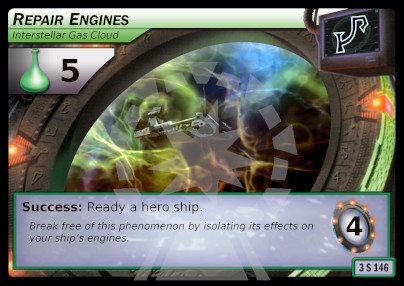 REPAIR ENGINES
Interstellar Gas Cloud
5
Success: Ready a hero ship.
Break free of this phenomenon by isolating its effects on
your ship's engines.
4
3 S 146